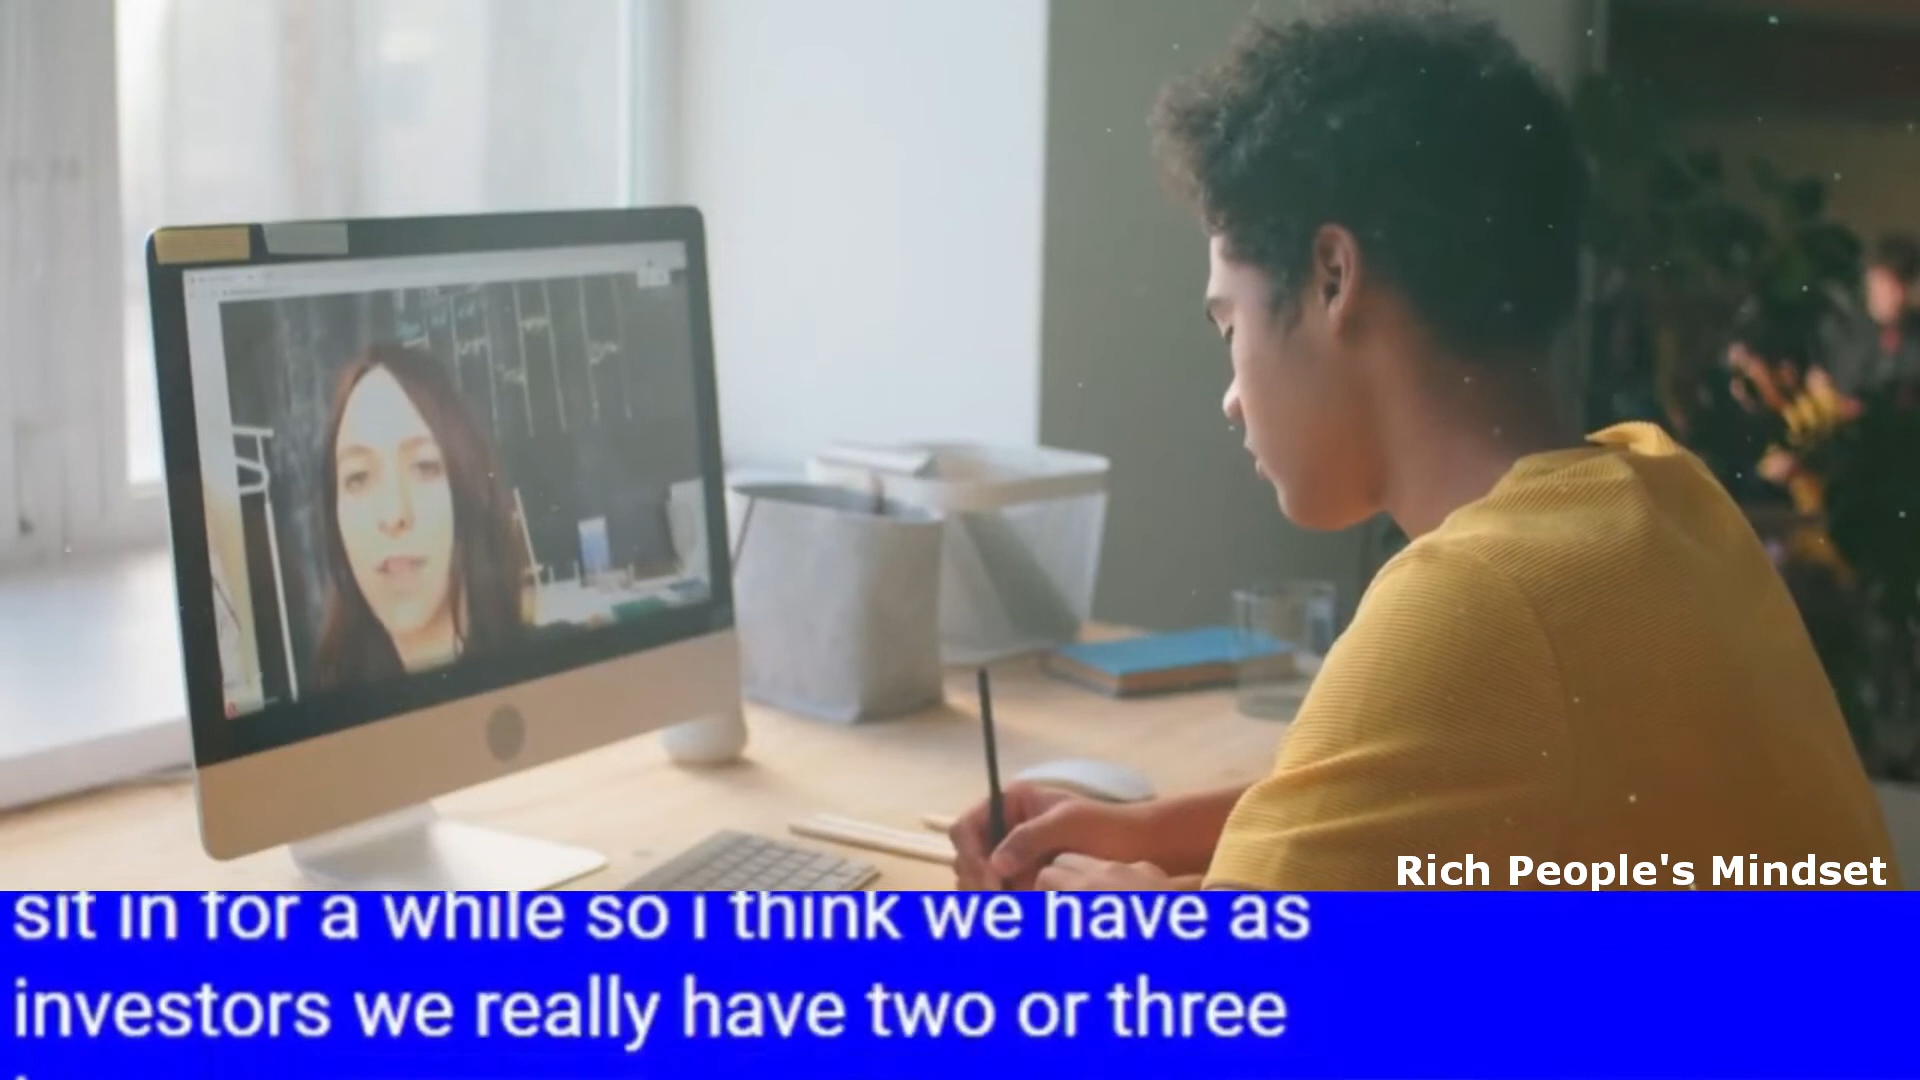 Rich People's Mindset
sit in for a while so i think we have as
investors we really have two or three